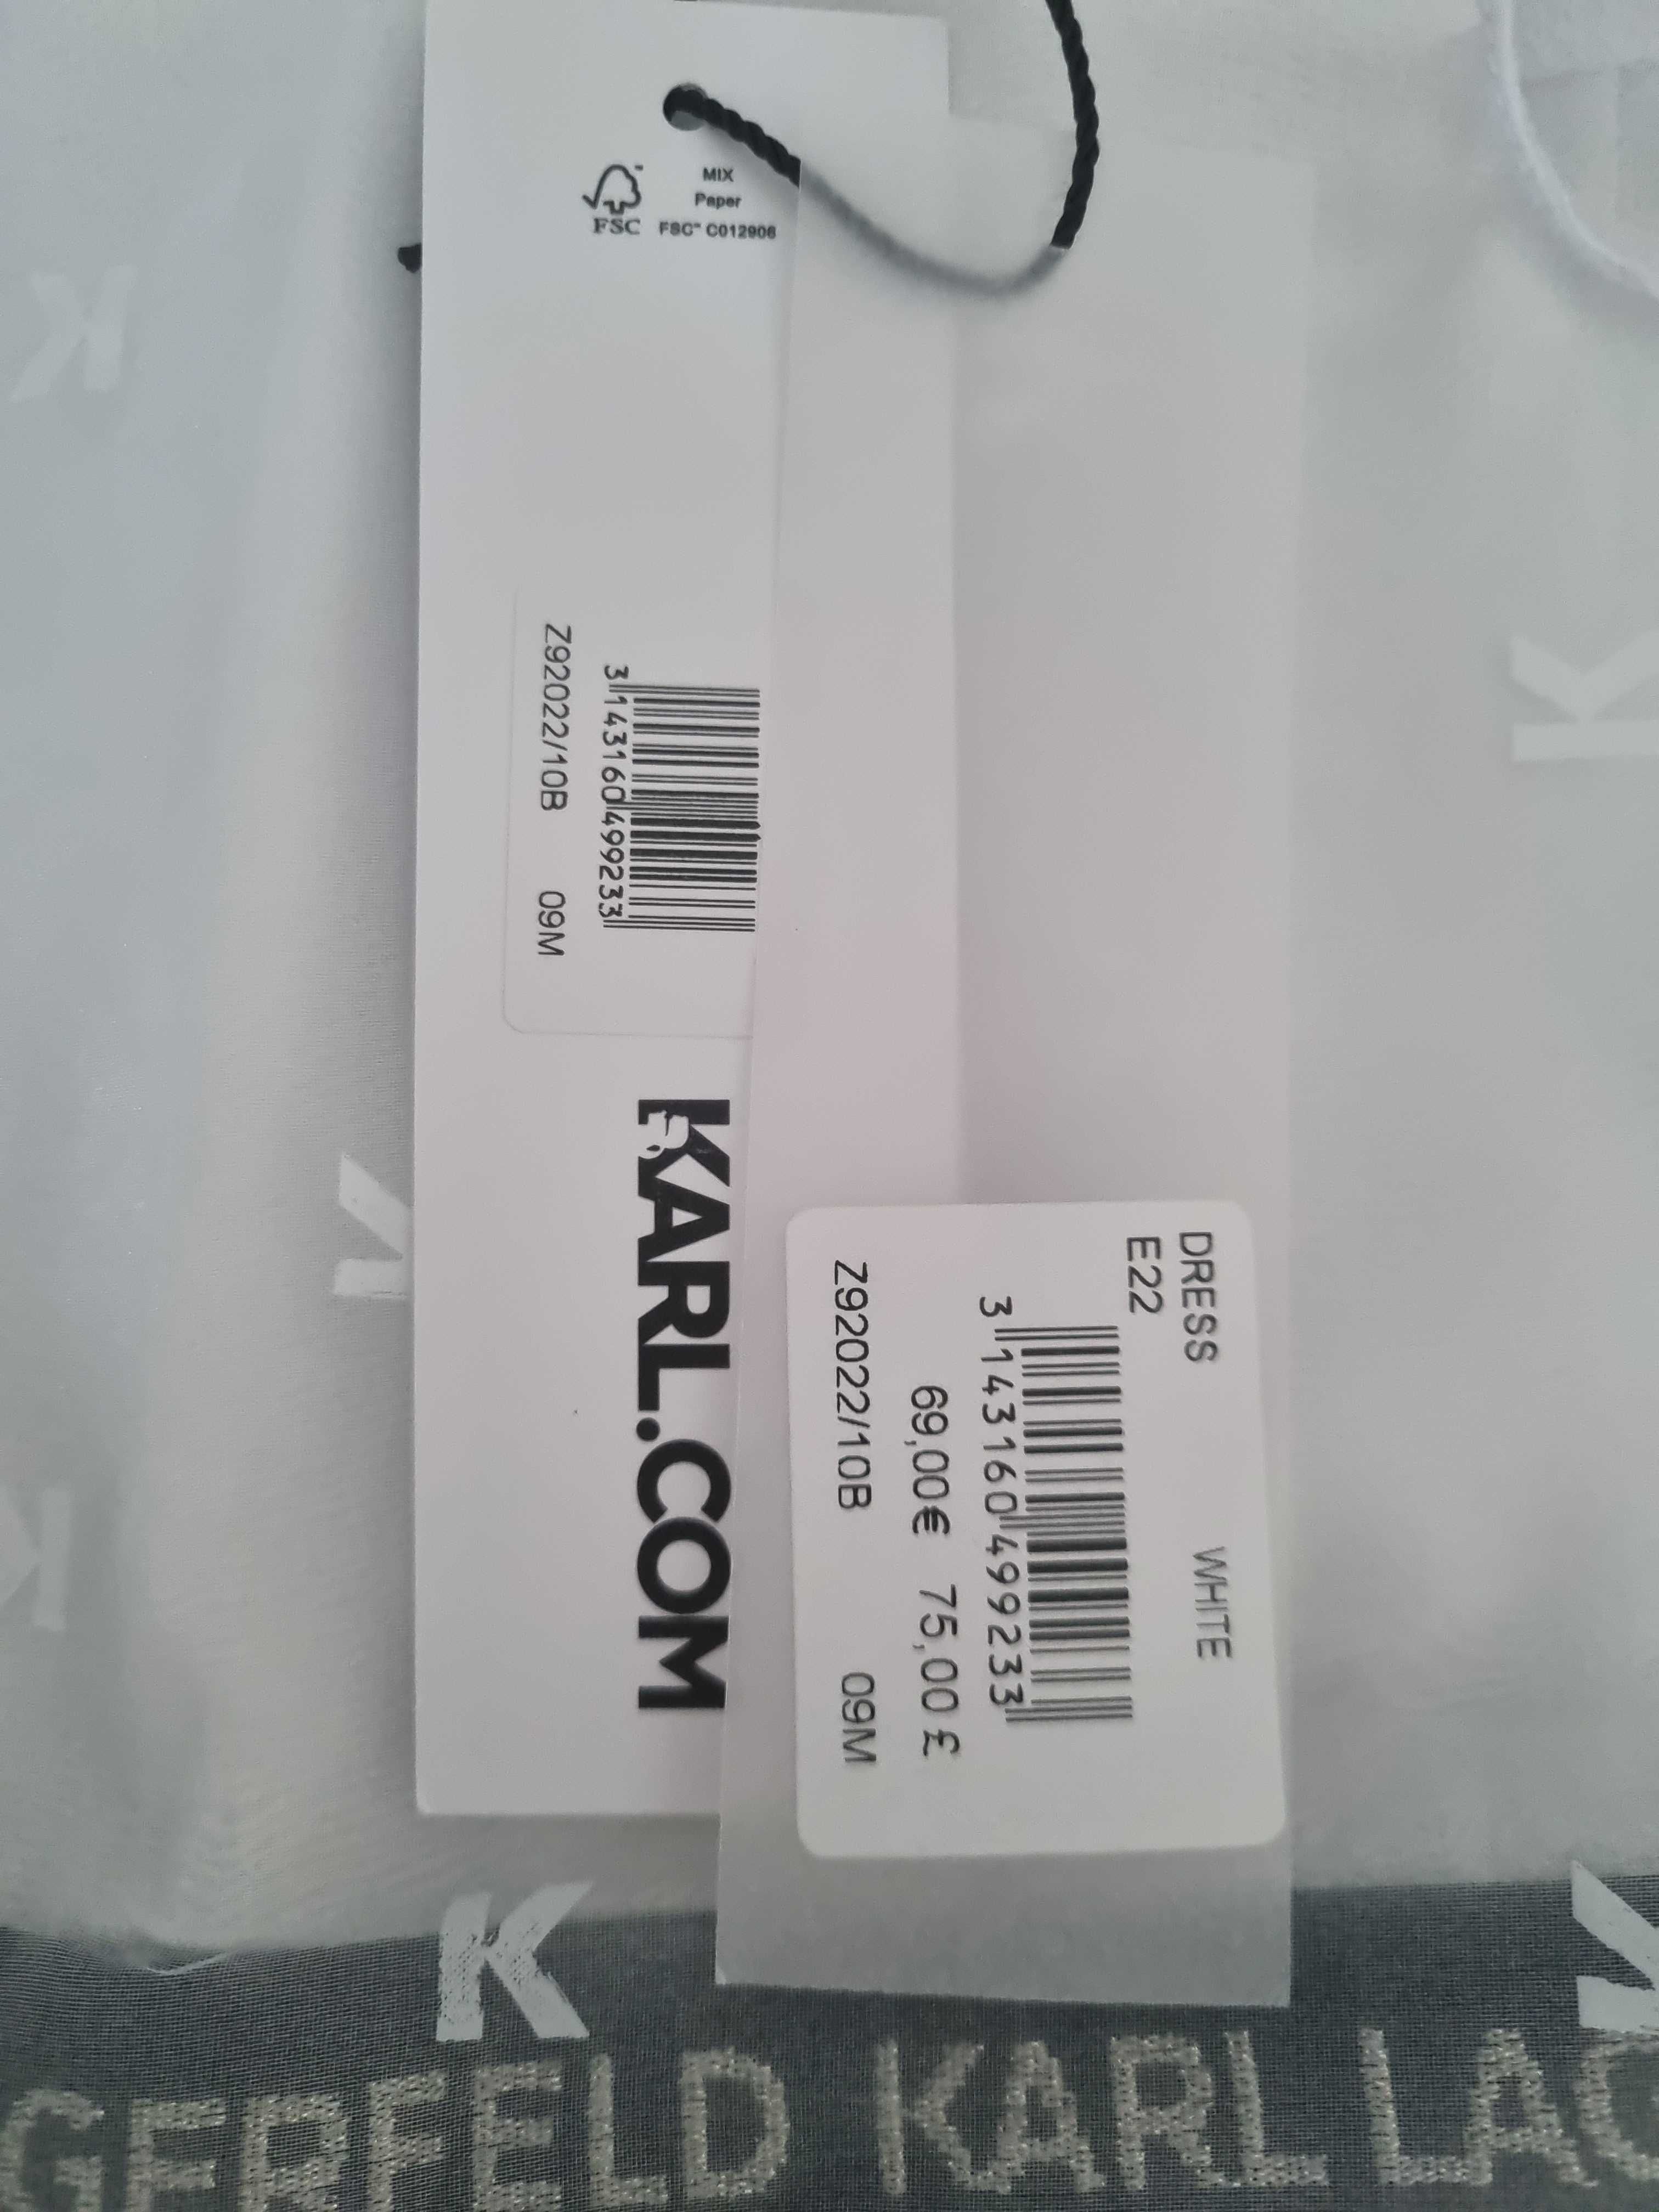 MIX
Paper
FSC
FSC™ C012906
3 143160 499233
Z92022/10B 09M
KARL.COM
DRESS WHITE
E22
3 143160 499233
69,00€ 75,00 £
Z92022/10B 09M
K
K
K
K
GERFELD KARL LAG